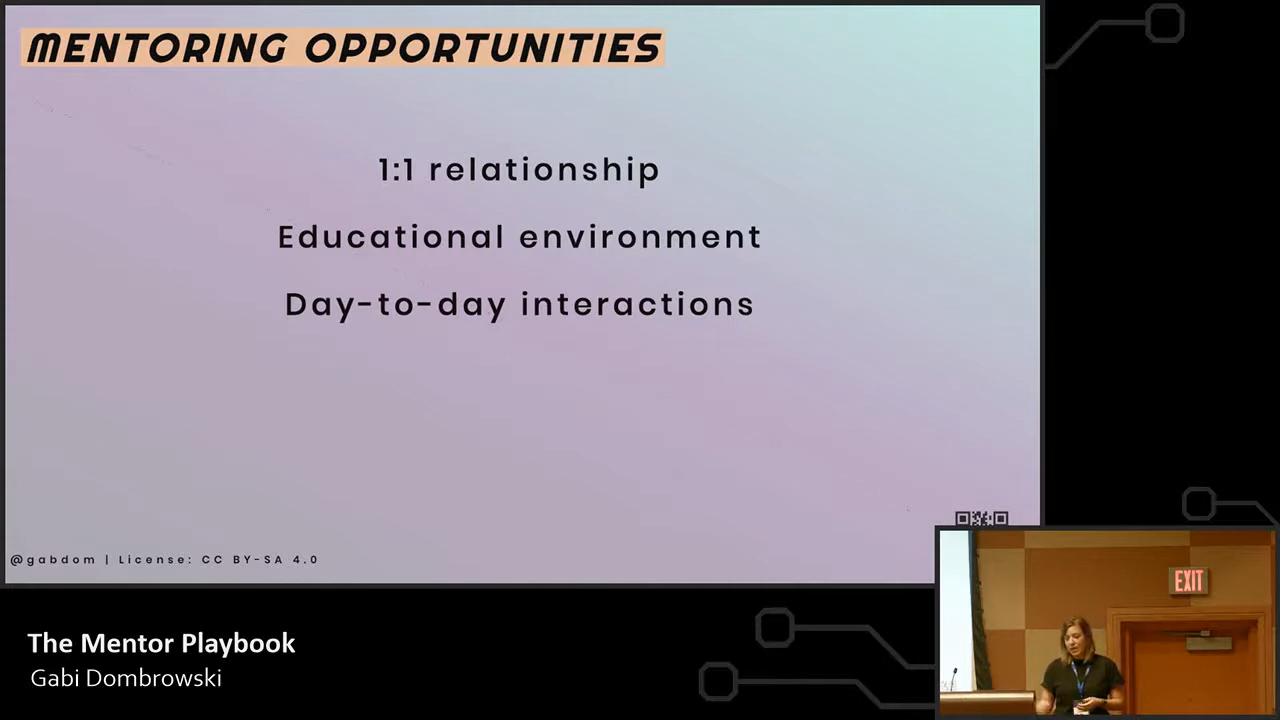 MENTORING OPPORTUNITIES
1:1 relationship
Educational environment
Day-to-day interactions
@gabdom | License: CC BY-SA 4.0
EXIT
The Mentor Playbook
Gabi Dombrowski